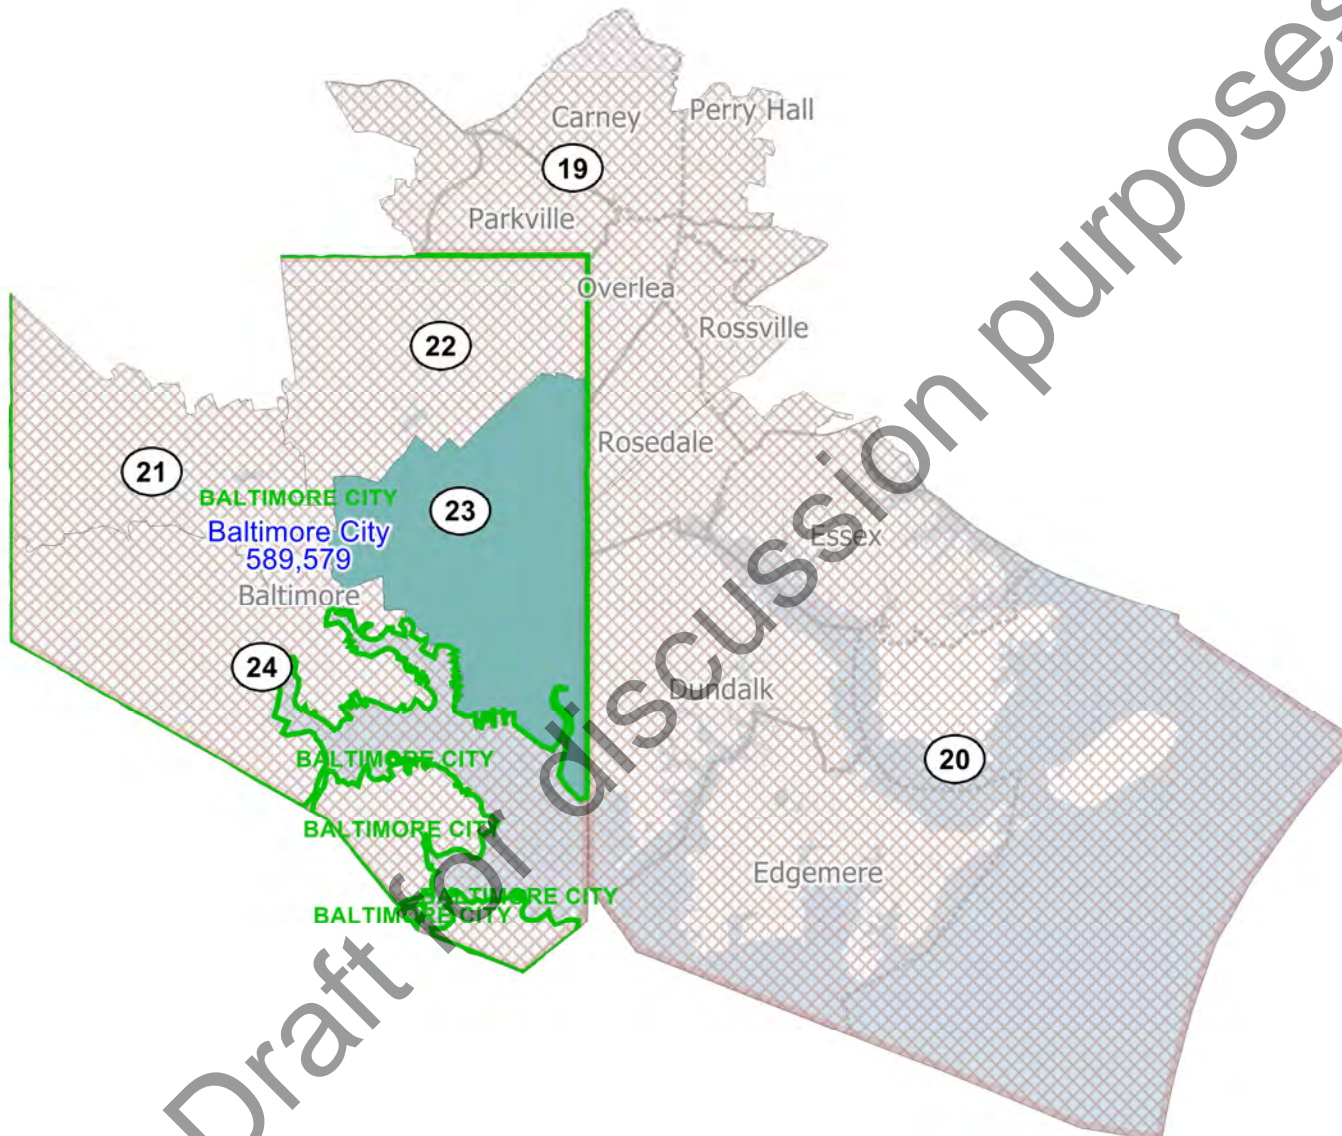 Carney
Perry Hall
19
Parkville
Overlea
Rossville
22
Rosedale
21
BALTIMORE CITY
23
Baltimore City
589,579
Essex
Baltimore
24
Dundalk
BALTIMORE CITY
20
BALTIMORE CITY
Edgemere
BALTIMORE CITY
BALTIMORE CITY
Draft for discussion purposes